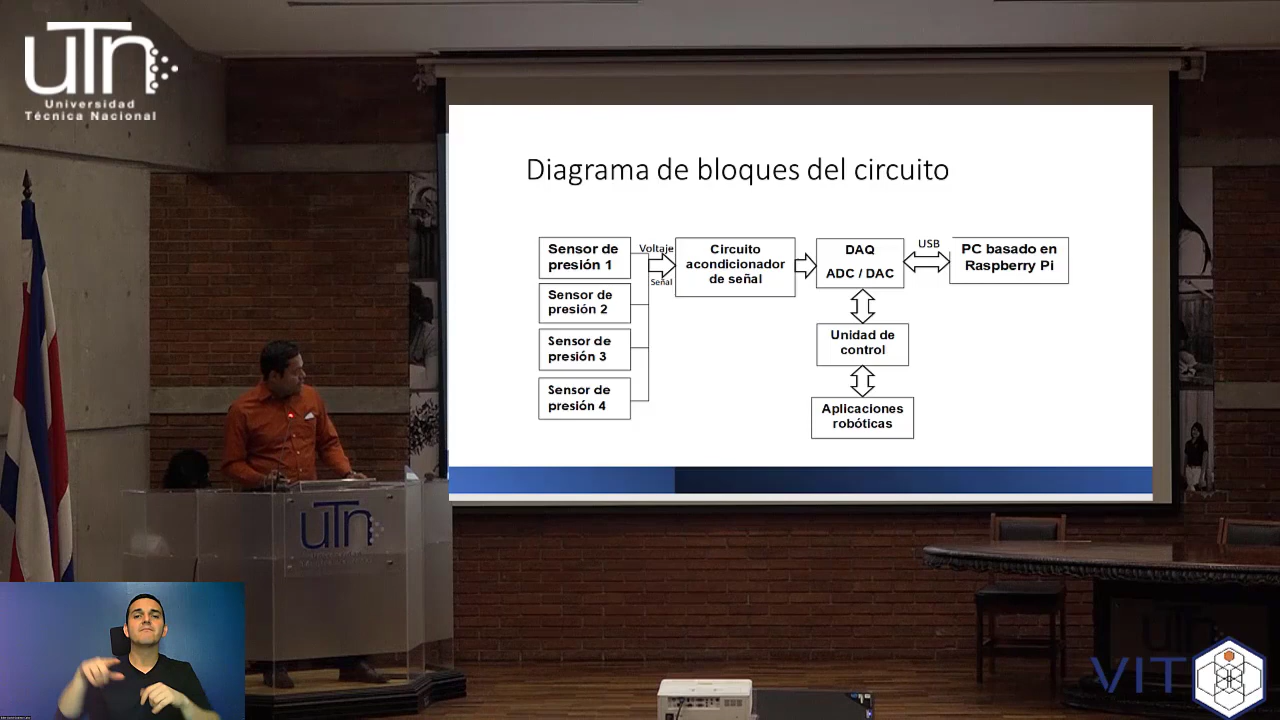 uTn
Universidad
Técnica Nacional
Diagrama de bloques del circuito
Sensor de
presión 1
Sensor de
presión 2
Sensor de
presión 3
Sensor de
presión 4
Voltaje
Señal
Circuito
acondicionador
de señal
DAQ
ADC / DAC
USB
PC basado en
Raspberry Pi
Unidad de
control
Aplicaciones
robóticas
uTn
VIT